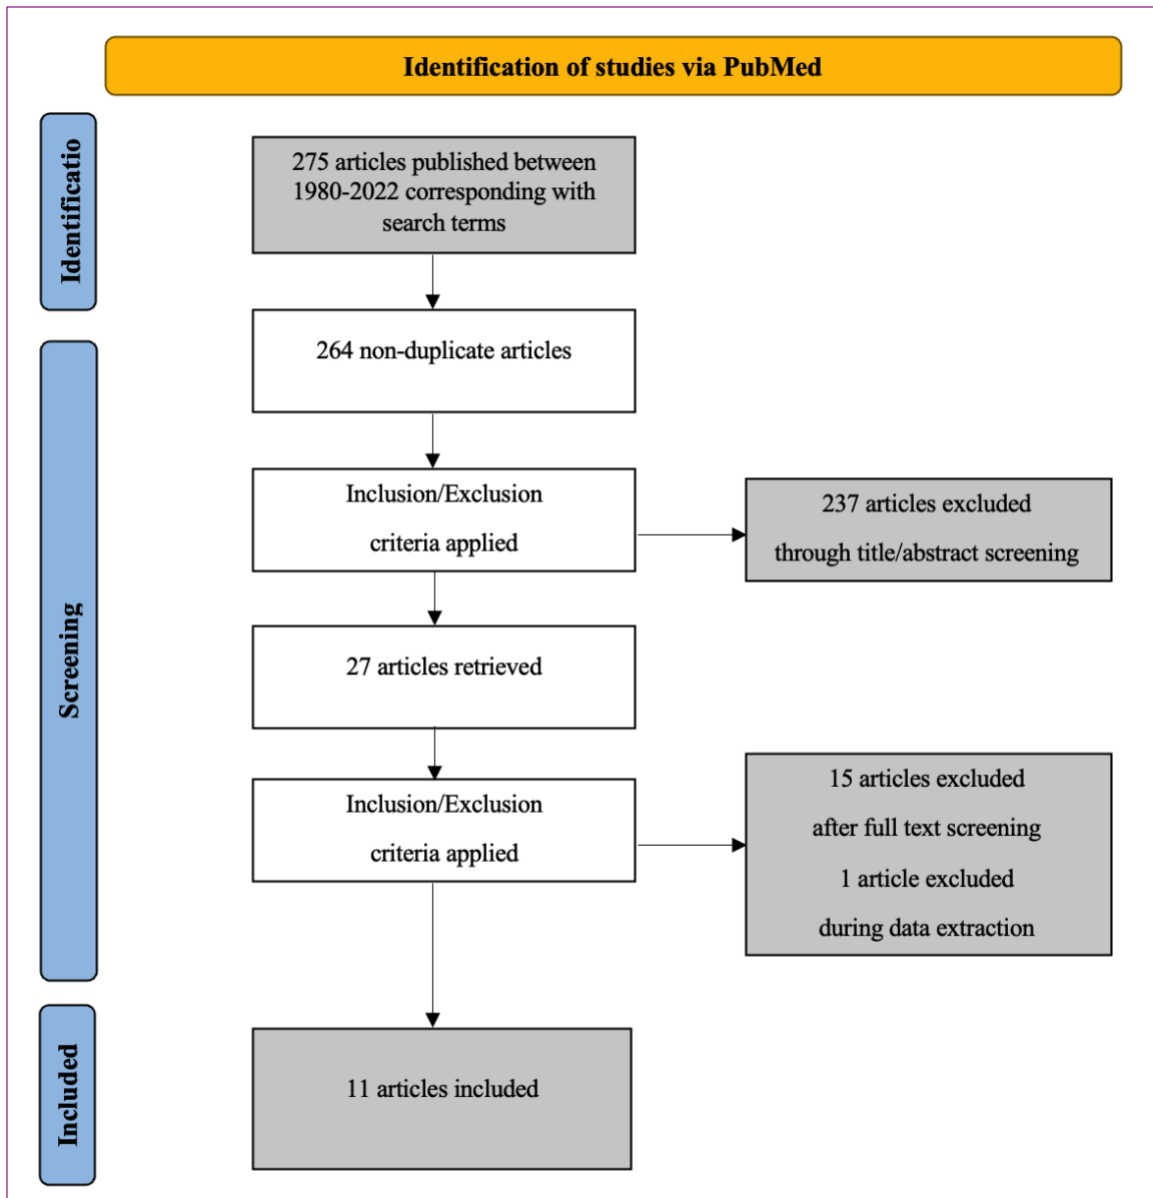 Identification of studies via PubMed
Identificatio
275 articles published between
1980-2022 corresponding with
search terms
264 non-duplicate articles
Screening
Inclusion/Exclusion
criteria applied
237 articles excluded
through title/abstract screening
27 articles retrieved
Inclusion/Exclusion
criteria applied
15 articles excluded
after full text screening
1 article excluded
during data extraction
Included
11 articles included